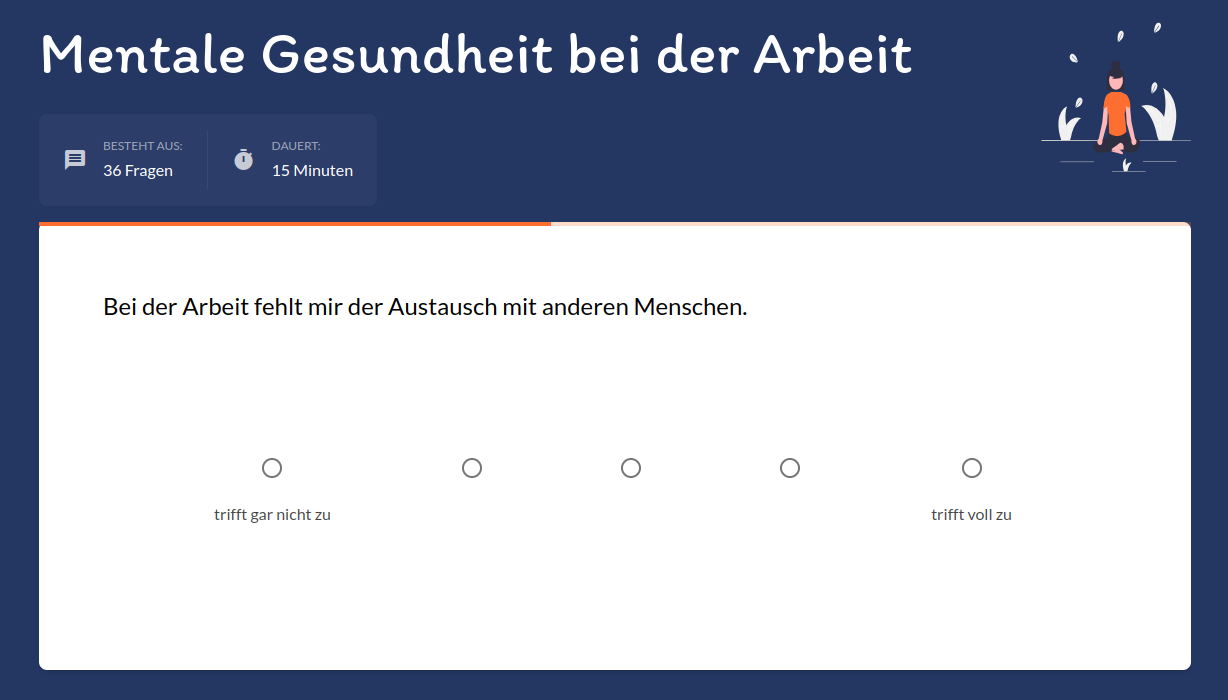 Mentale Gesundheit bei der Arbeit
BESTEHT AUS:
36 Fragen
DAUERT:
15 Minuten
Bei der Arbeit fehlt mir der Austausch mit anderen Menschen.
trifft gar nicht zu
trifft voll zu